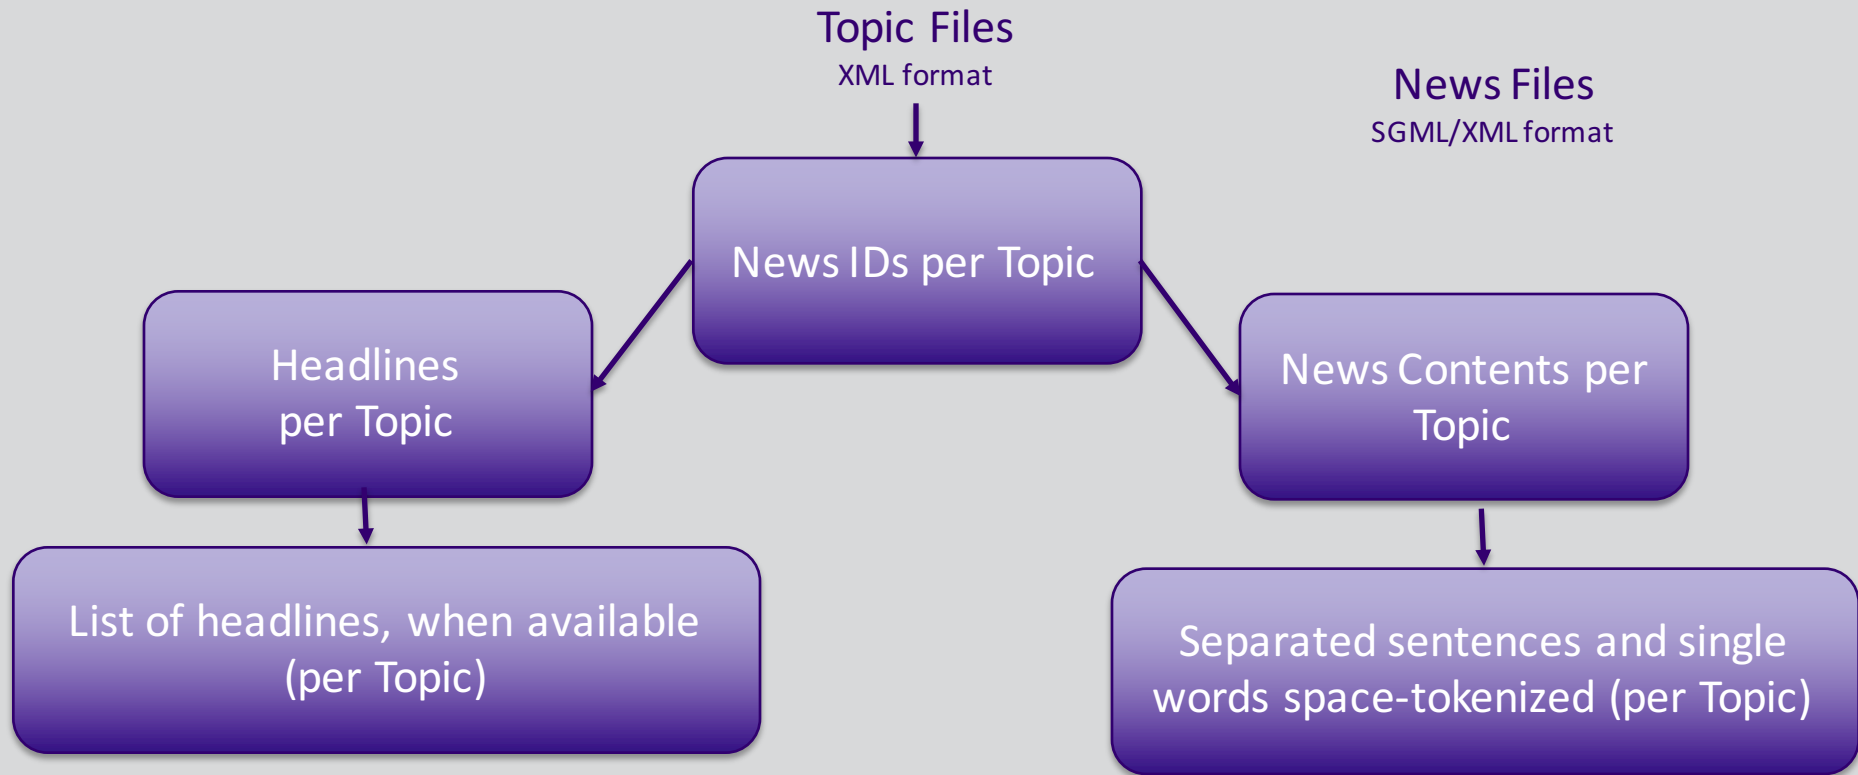 Topic Files
XML format
News Files
SGML/XML format
News IDs per Topic
Headlines
per Topic
News Contents per
Topic
List of headlines, when available
(per Topic)
Separated sentences and single
words space-tokenized (per Topic)